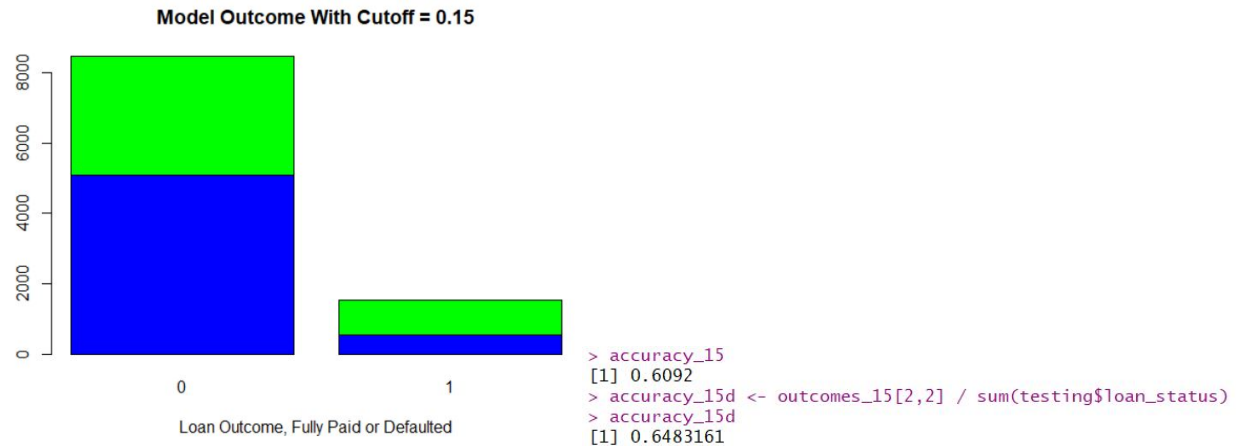 Model Outcome With Cutoff = 0.15
8000
6000
4000
2000
0
0 1
Loan Outcome, Fully Paid or Defaulted
> accuracy_15
[1] 0.6092
> accuracy_15d <- outcomes_15[2,2] / sum(testing$loan_status)
> accuracy_15d
[1] 0.6483161